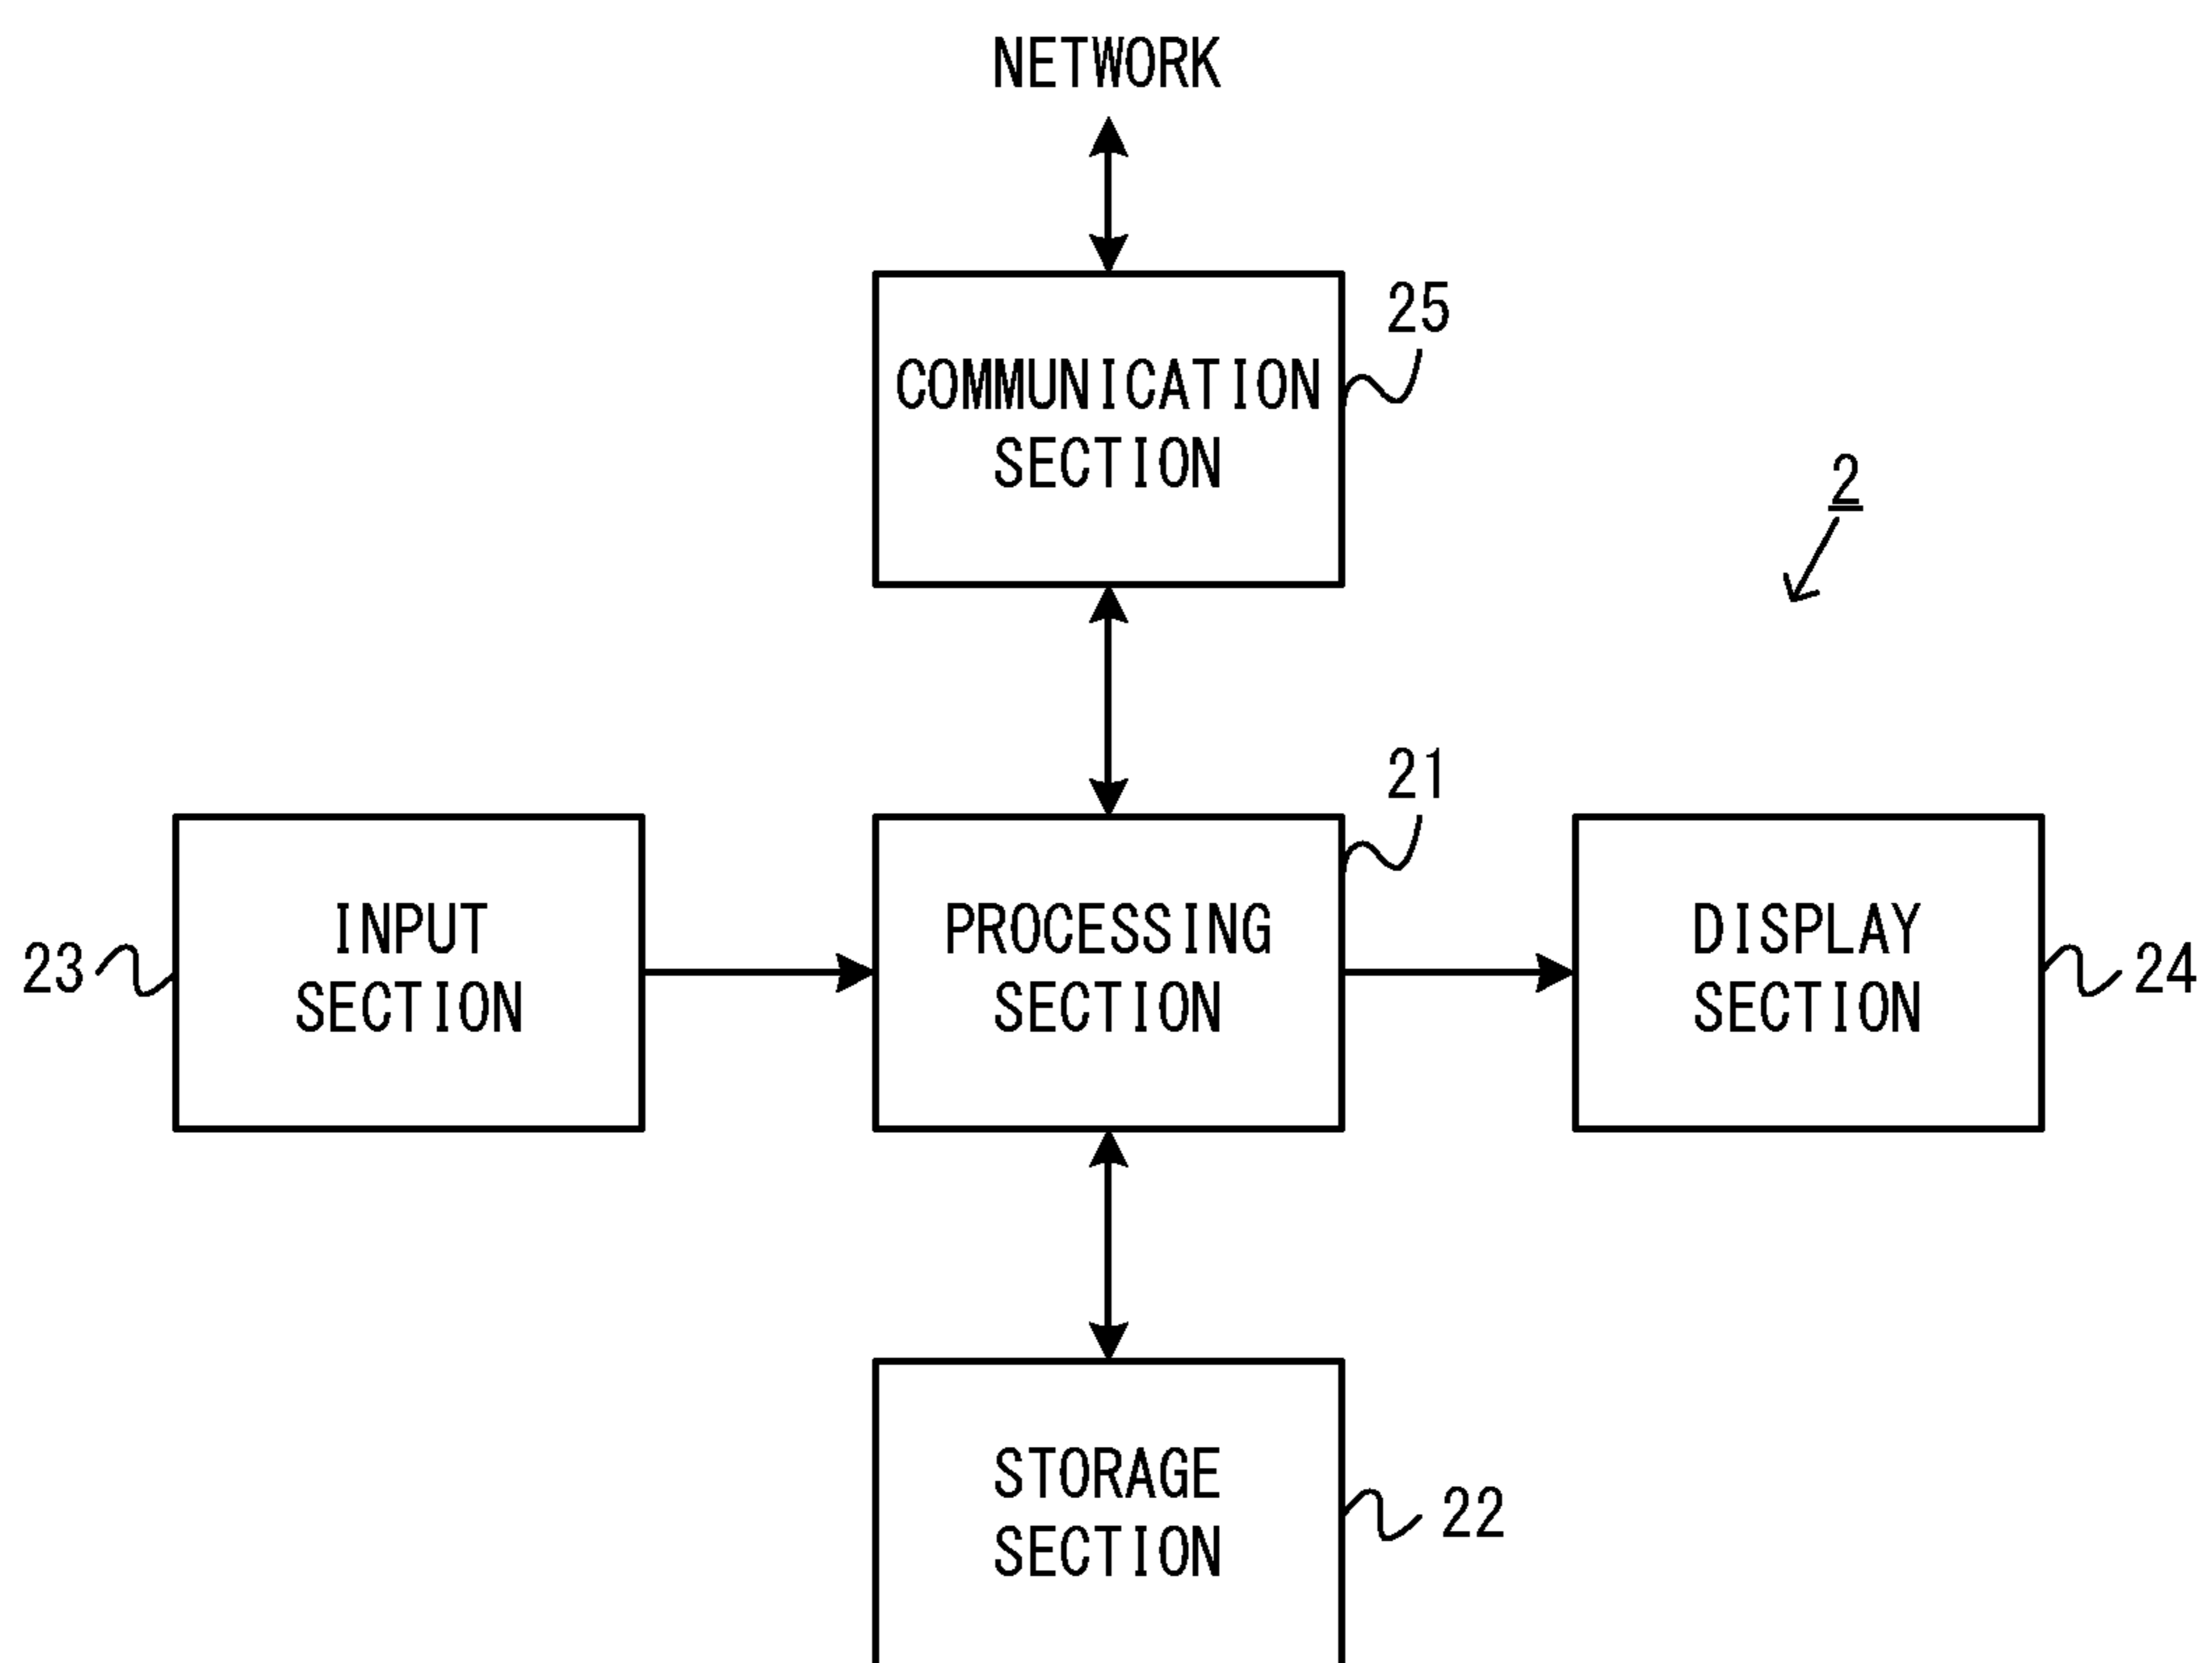 NETWORK
25
COMMUNICATION
SECTION
2
21
23
INPUT
SECTION
PROCESSING
SECTION
DISPLAY
SECTION
24
STORAGE
SECTION
22